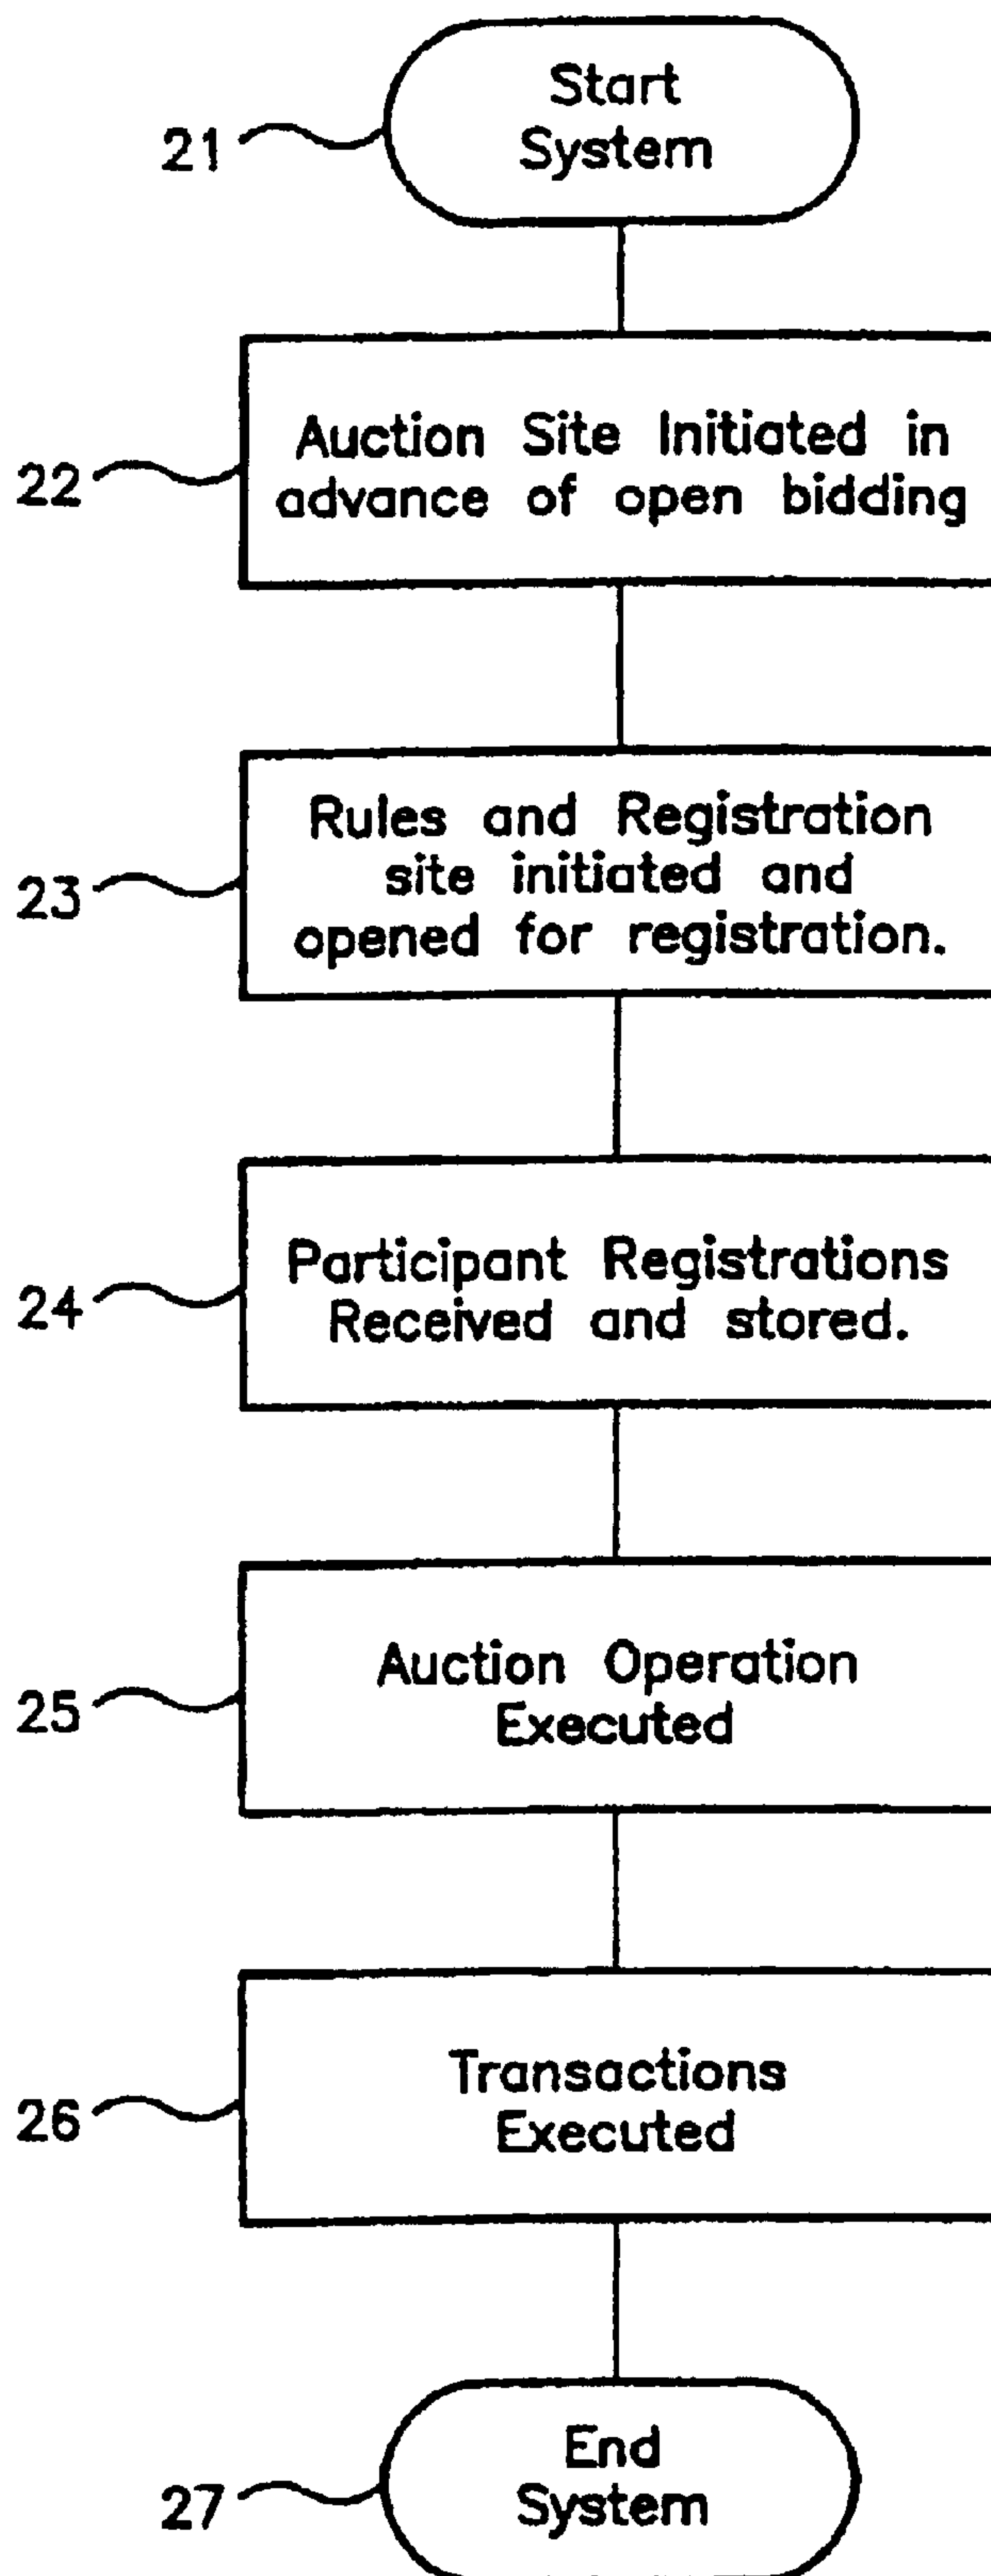 Start
System
21
Auction Site Initiated in
advance of open bidding
22
Rules and Registration
site initiated and
opened for registration.
23
Participant Registrations
Received and stored.
24
Auction Operation
Executed
25
Transactions
Executed
26
End
System
27